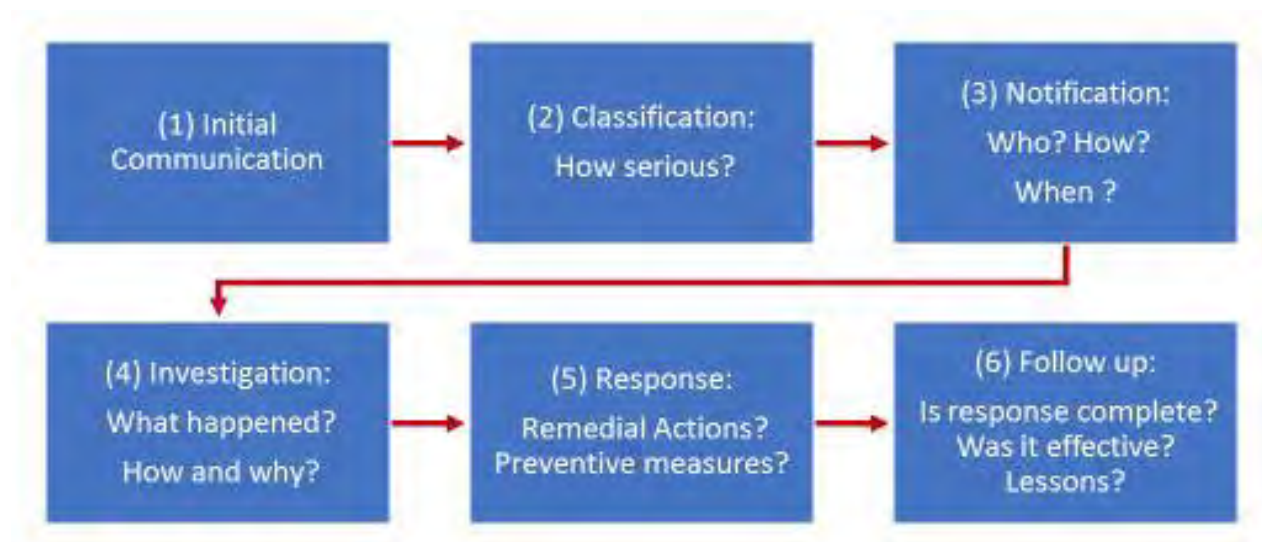 (1) Initial
Communication
(2) Classification:
How serious?
(3) Notification:
Who? How?
When ?
(4) Investigation:
What happened?
How and why?
(5) Response:
Remedial Actions?
Preventive measures?
(6) Follow up:
Is response complete?
Was it effective?
Lessons?